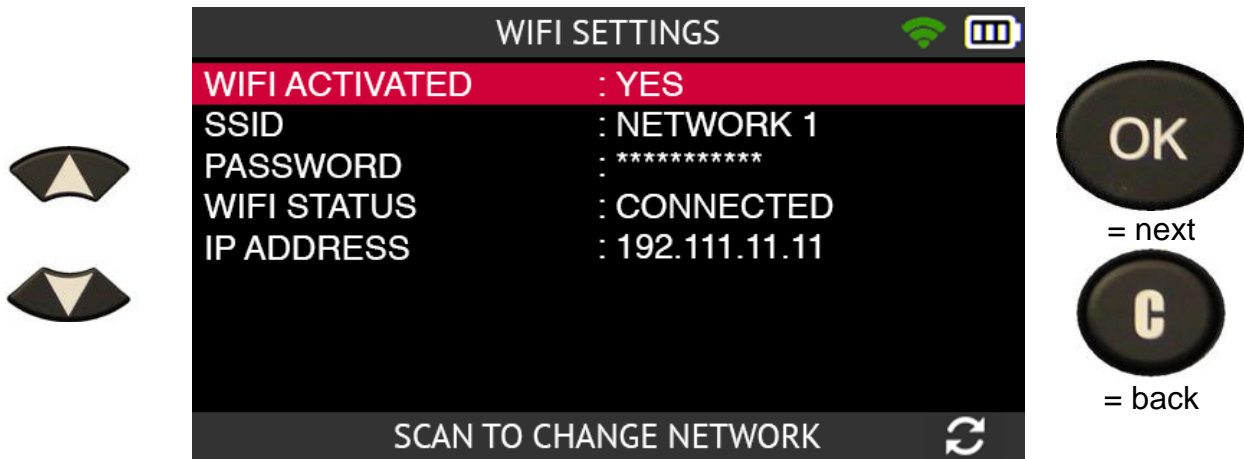 WIFI SETTINGS
WIFI ACTIVATED : YES
SSID : NETWORK 1
PASSWORD : ***********
WIFI STATUS : CONNECTED
IP ADDRESS : 192.111.11.11
SCAN TO CHANGE NETWORK
OK
= next
C
= back